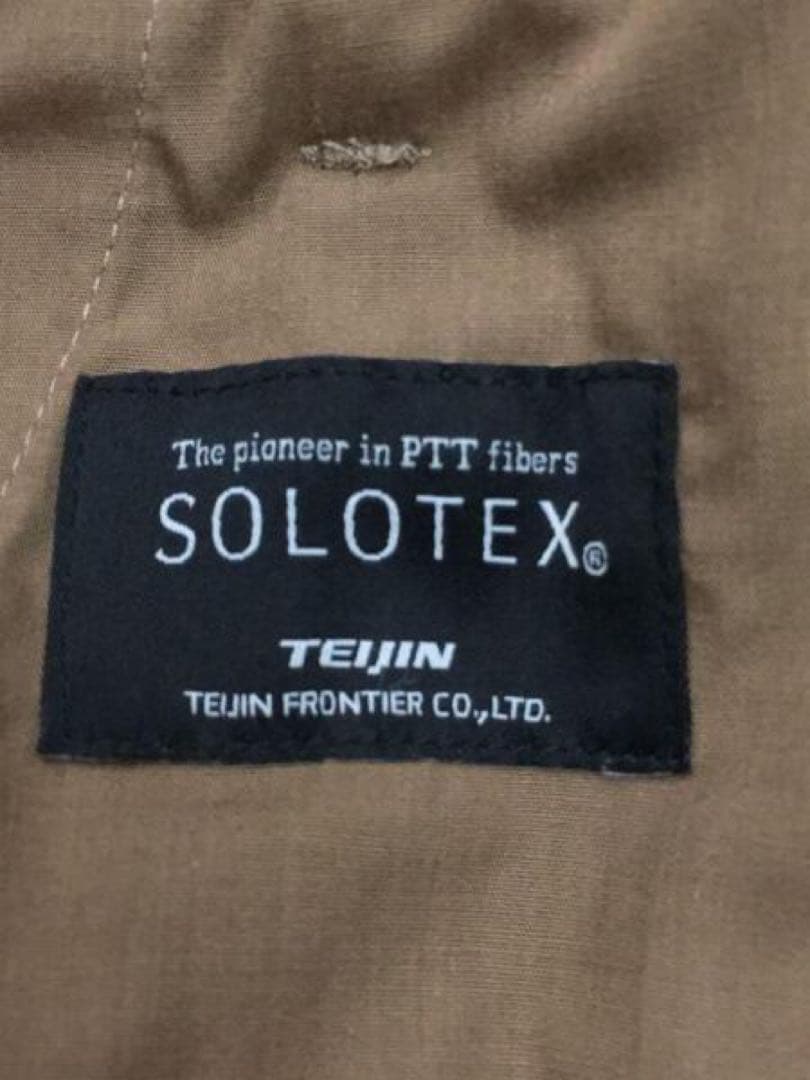 The pioneer in PTT fibers
SOLOTEX®
TEIJIN
TEIJIN FRONTIER CO.,LTD.